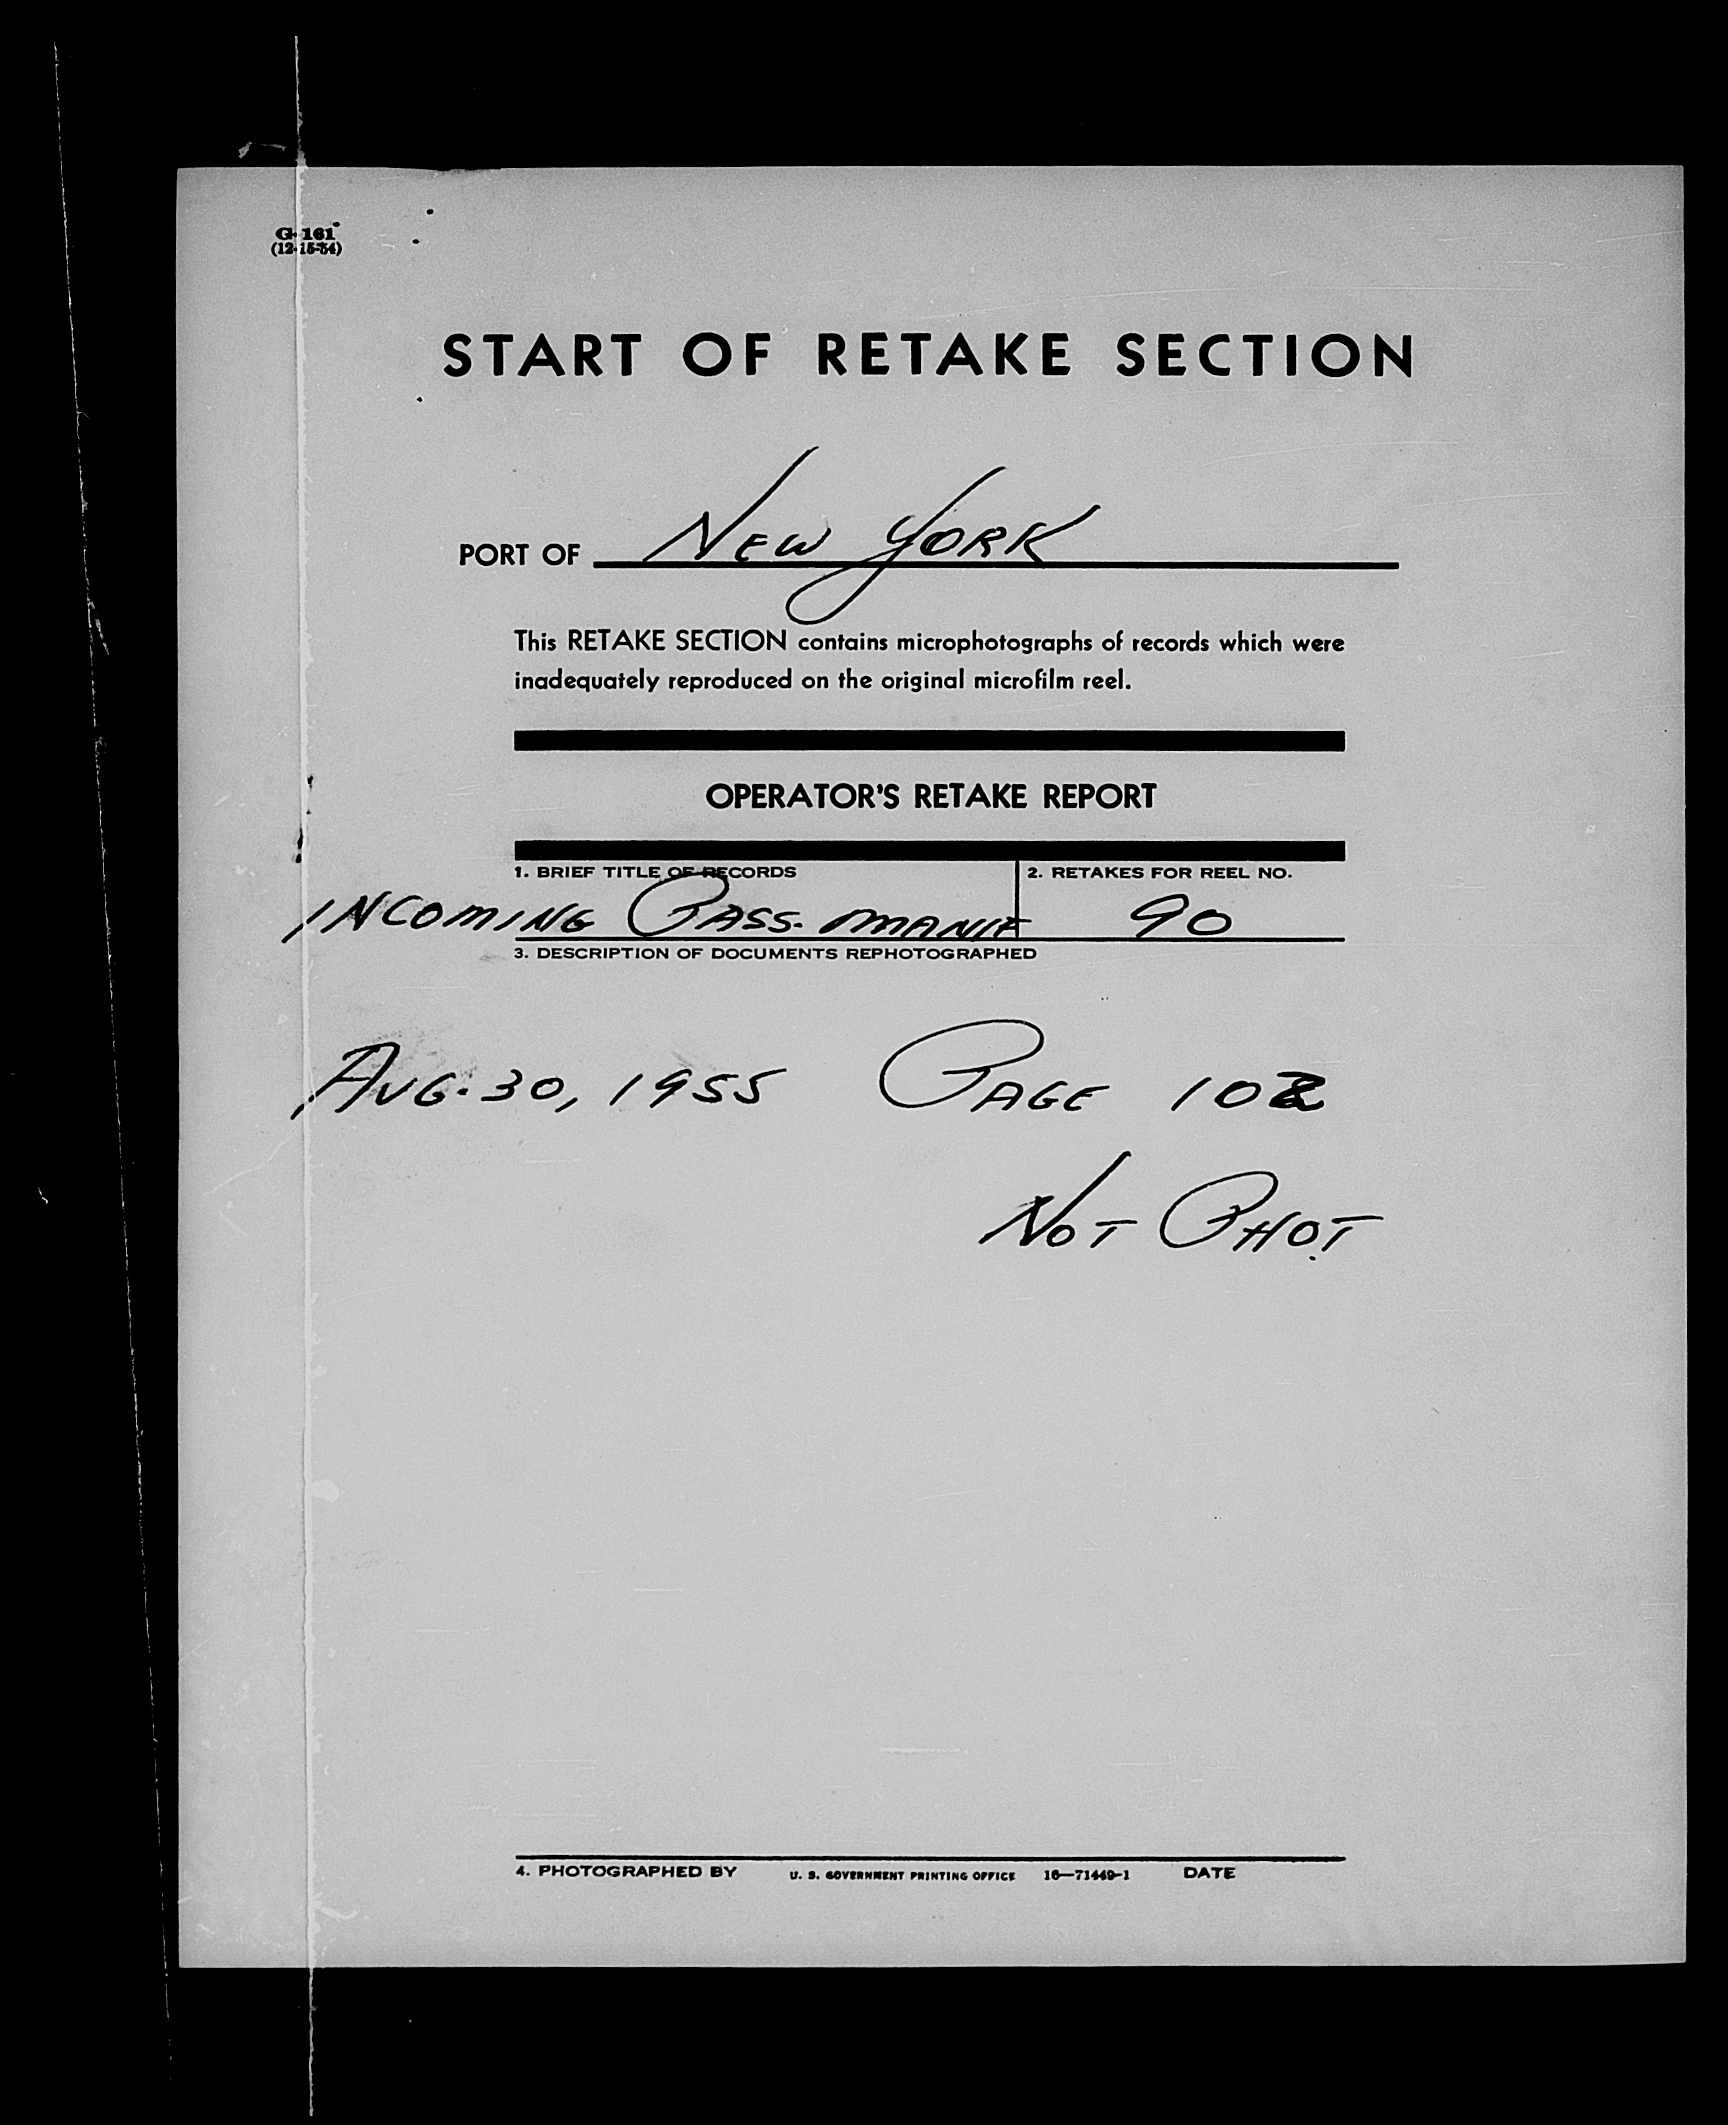 G-161
(12-15-54)
START OF RETAKE SECTION
PORT OF NEW YORK
This RETAKE SECTION contains microphotographs of records which were
inadequately reproduced on the original microfilm reel.
OPERATOR'S RETAKE REPORT
1. BRIEF TITLE OF RECORDS 2. RETAKES FOR REEL NO.
INCOMING PASS. MANIF 90
3. DESCRIPTION OF DOCUMENTS REPHOTOGRAPHED
AUG. 30, 1955 PAGE 102
NOT PHOT.
4. PHOTOGRAPHED BY U. S. GOVERNMENT PRINTING OFFICE 16—71449-1 DATE